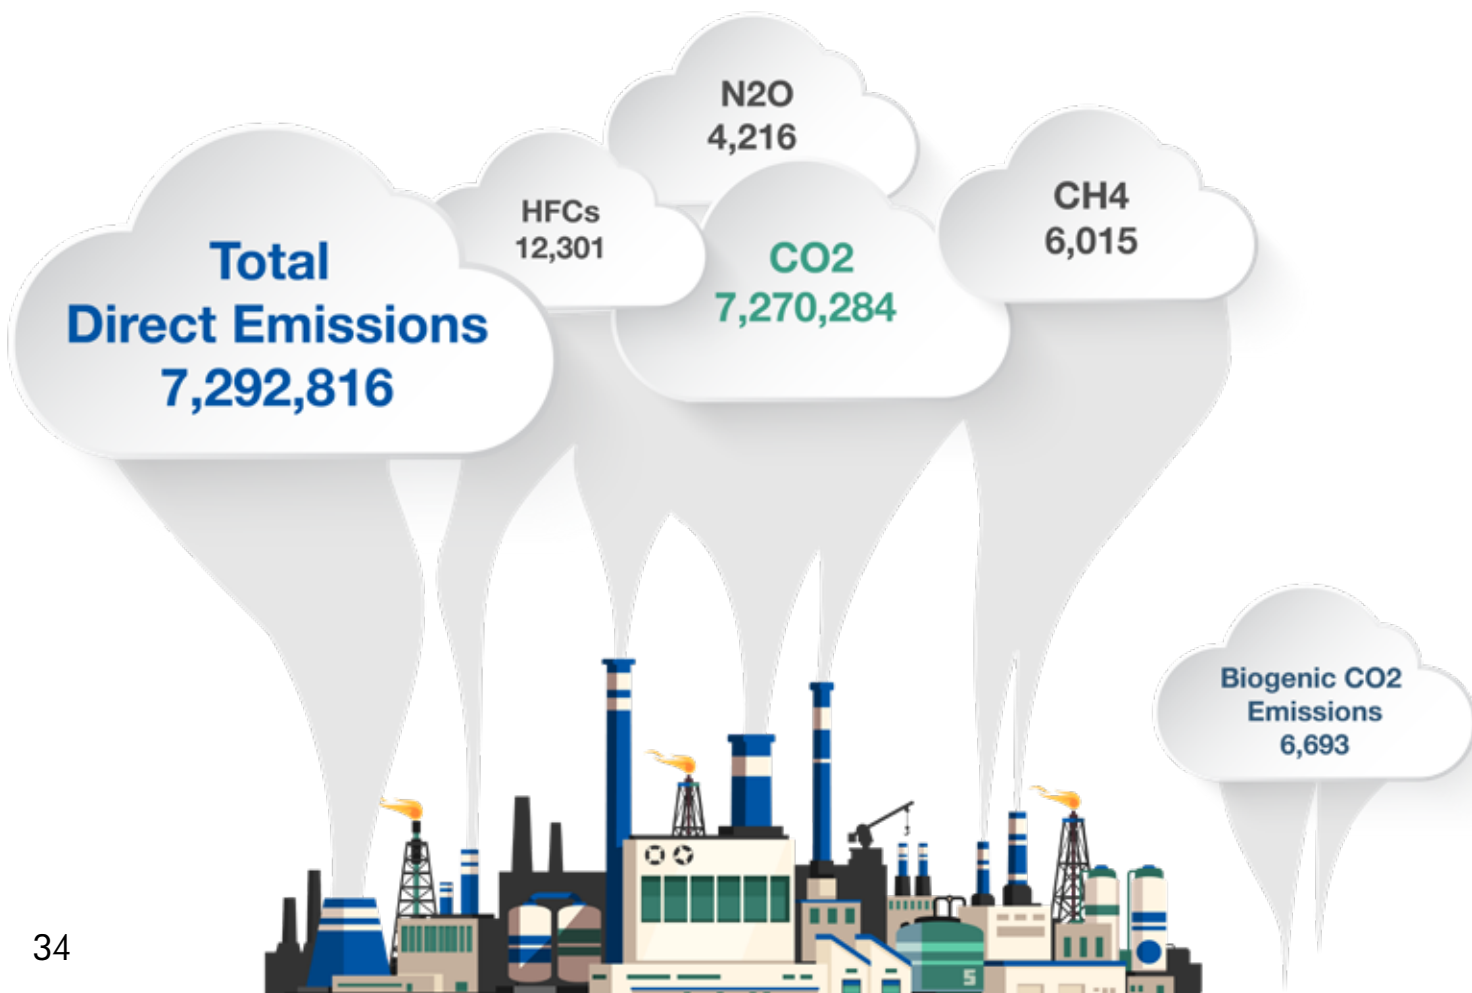 N2O
4,216
HFCs
12,301
CH4
6,015
Total
Direct Emissions
7,292,816
CO2
7,270,284
Biogenic CO2
Emissions
6,693
34
5